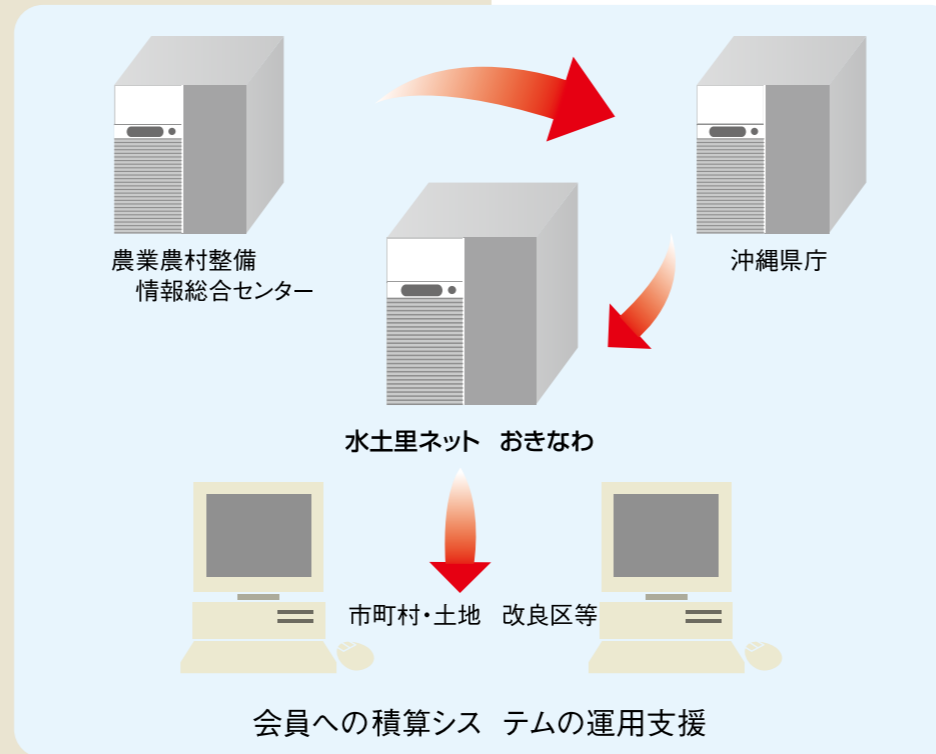 農業農村整備
情報総合センター
沖縄県庁
水土里ネット　おきなわ
市町村・土地　改良区等
会員への積算シス　テムの運用支援